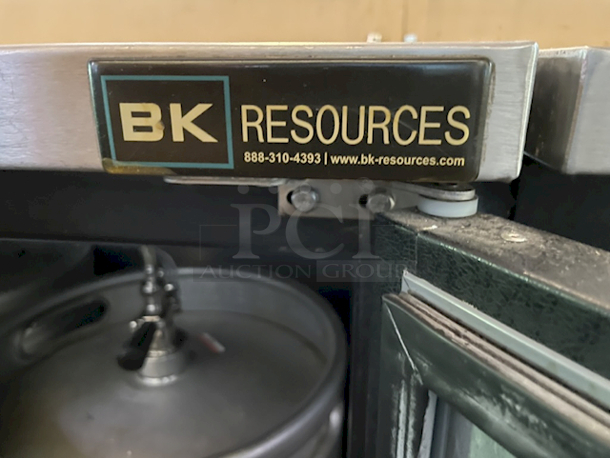 BK RESOURCES
888-310-4393 | www.bk-resources.com
PCI
AUCTION GROUP